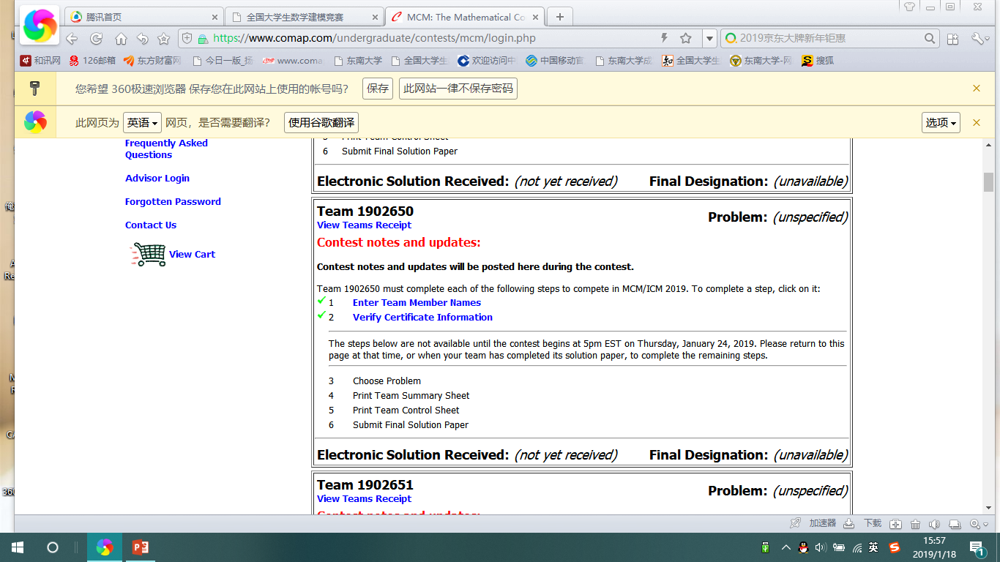 腾讯首页
全国大学生数学建模竞赛
MCM: The Mathematical Co
https://www.comap.com/undergraduate/contests/mcm/login.php
2019京东大牌新年钜惠
和讯网
126邮箱
东方财富网
今日一版_扬
www.coma
东南大学
全国大学生
欢迎访问中
中国移动官
东南大学成
全国大学生
东南大学-网
搜狐
您希望 360极速浏览器 保存您在此网站上使用的帐号吗?
保存
此网站一律不保存密码
此网页为 英语 网页，是否需要翻译?
使用谷歌翻译
选项
Frequently Asked
Questions
Advisor Login
Forgotten Password
Contact Us
View Cart
5 Print Team Control Sheet
6 Submit Final Solution Paper
Electronic Solution Received: (not yet received) Final Designation: (unavailable)
Team 1902650
Problem: (unspecified)
View Teams Receipt
Contest notes and updates:
Contest notes and updates will be posted here during the contest.
Team 1902650 must complete each of the following steps to compete in MCM/ICM 2019. To complete a step, click on it:
1 Enter Team Member Names
2 Verify Certificate Information
The steps below are not available until the contest begins at 5pm EST on Thursday, January 24, 2019. Please return to this
page at that time, or when your team has completed its solution paper, to complete the remaining steps.
3 Choose Problem
4 Print Team Summary Sheet
5 Print Team Control Sheet
6 Submit Final Solution Paper
Electronic Solution Received: (not yet received) Final Designation: (unavailable)
Team 1902651
Problem: (unspecified)
View Teams Receipt
Contest notes and updates:
加速器
下载
英
15:57
2019/1/18
1